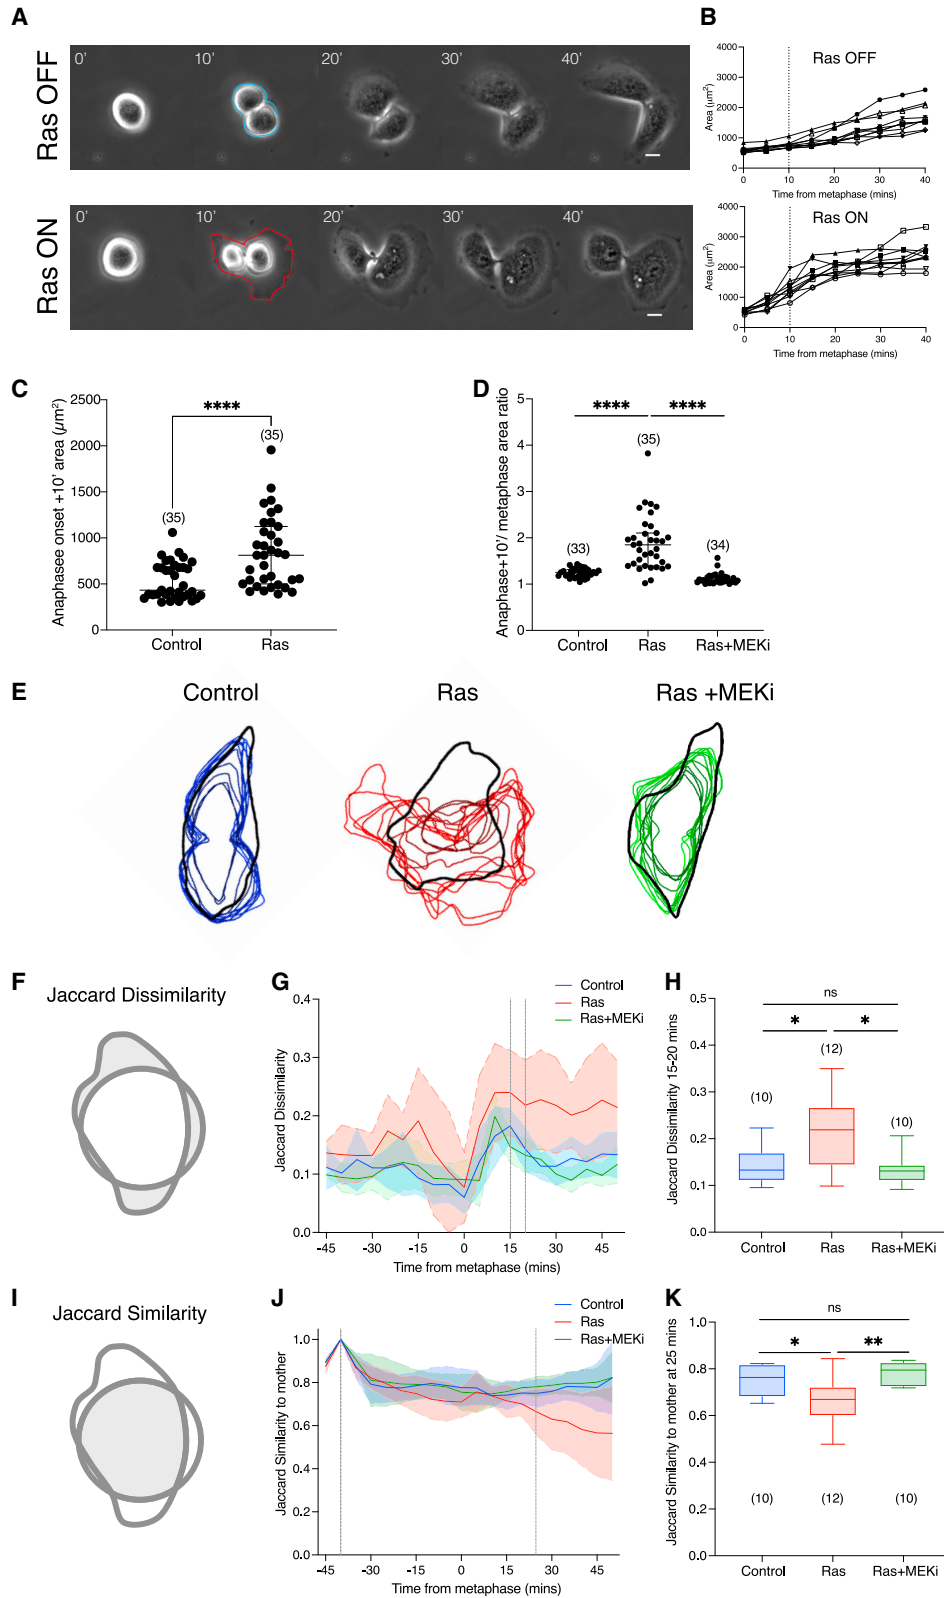 A
Ras OFF
0’ 10’ 20’ 30’ 40’
Ras ON
0’ 10’ 20’ 30’ 40’
B
Ras OFF
Area (μm²)
4000
3000
2000
1000
0
0 10 20 30 40
Time from metaphase (mins)
Ras ON
Area (μm²)
4000
3000
2000
1000
0
0 10 20 30 40
Time from metaphase (mins)
C
Anaphasee onset +10’ area (μm²)
2500
2000
1500
1000
500
0
****
(35)
(35)
Control Ras
D
Anaphase+10’/ metaphase area ratio
5
4
3
2
1
0
**** ****
(33)
(35)
(34)
Control Ras Ras+MEKi
E
Control Ras Ras +MEKi
F
Jaccard Dissimilarity
G
Control
Ras
Ras+MEKi
Jaccard Dissimilarity
0.4
0.3
0.2
0.1
0.0
-45 -30 -15 0 15 30 45
Time from metaphase (mins)
H
Jaccard Dissimilarity 15-20 mins
0.5
0.4
0.3
0.2
0.1
0.0
ns
* *
(10)
(12)
(10)
Control Ras Ras+MEKi
I
Jaccard Similarity
J
Control
Ras
Ras+MEKi
Jaccard Similarity to mother
1.0
0.8
0.6
0.4
0.2
0.0
-45 -30 -15 0 15 30 45
Time from metaphase (mins)
K
Jaccard Similarity to mother at 25 mins
1.0
0.8
0.6
0.4
0.2
0.0
ns
* **
(10) (12) (10)
Control Ras Ras+MEKi